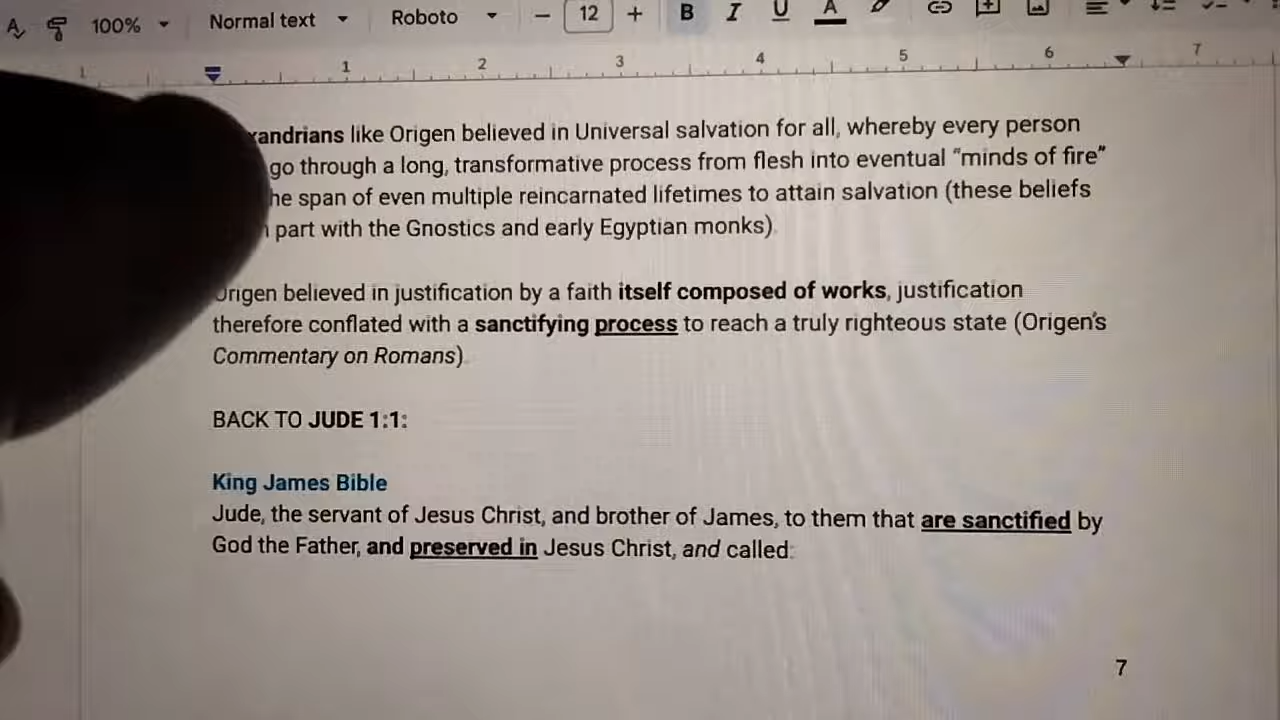 100% Normal text Roboto − 12 + B I U A
1 2 3 4 5 6 7
xandrians like Origen believed in Universal salvation for all, whereby every person
go through a long, transformative process from flesh into eventual “minds of fire”
he span of even multiple reincarnated lifetimes to attain salvation (these beliefs
part with the Gnostics and early Egyptian monks)
Origen believed in justification by a faith itself composed of works, justification
therefore conflated with a sanctifying process to reach a truly righteous state (Origen's
Commentary on Romans)
BACK TO JUDE 1:1:
King James Bible
Jude, the servant of Jesus Christ, and brother of James, to them that are sanctified by
God the Father, and preserved in Jesus Christ, and called:
7